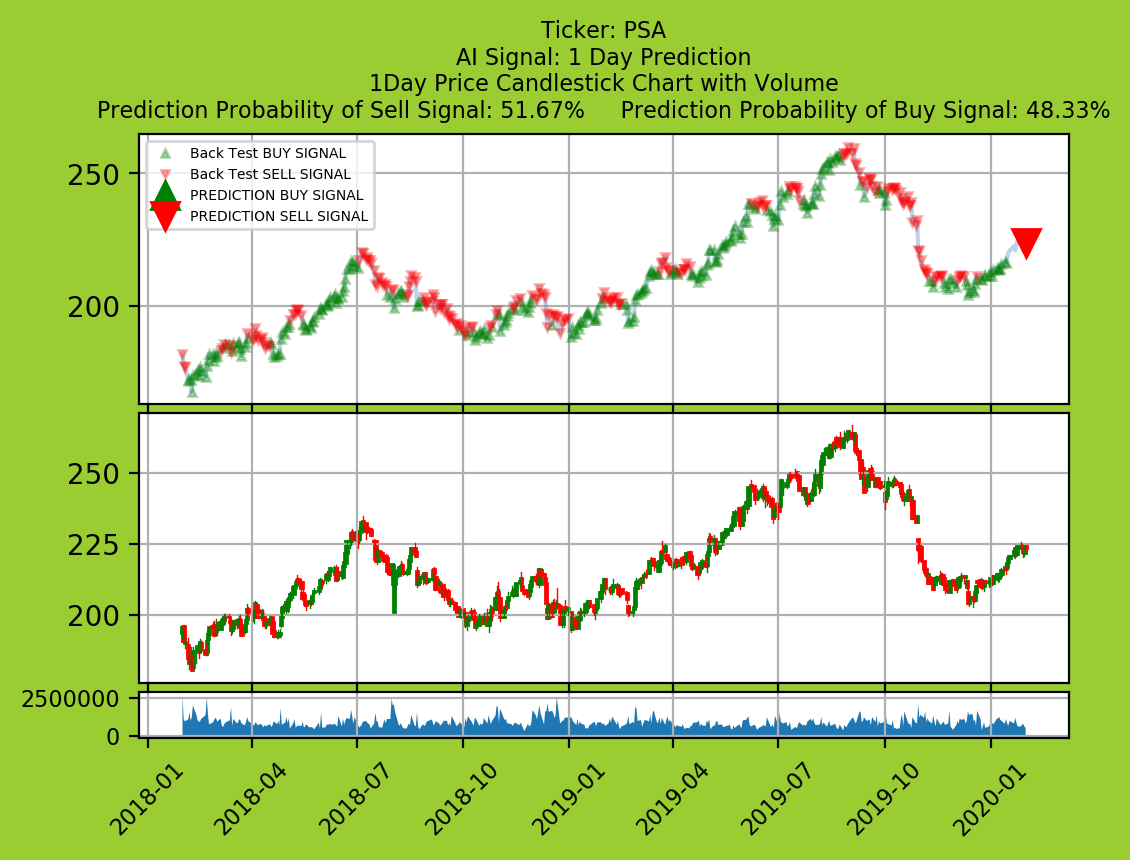 Ticker: PSA
AI Signal: 1 Day Prediction
1Day Price Candlestick Chart with Volume
Prediction Probability of Sell Signal: 51.67%     Prediction Probability of Buy Signal: 48.33%
Back Test BUY SIGNAL
Back Test SELL SIGNAL
PREDICTION BUY SIGNAL
PREDICTION SELL SIGNAL
250
200
250
225
200
2500000
0
2018-01
2018-04
2018-07
2018-10
2019-01
2019-04
2019-07
2019-10
2020-01